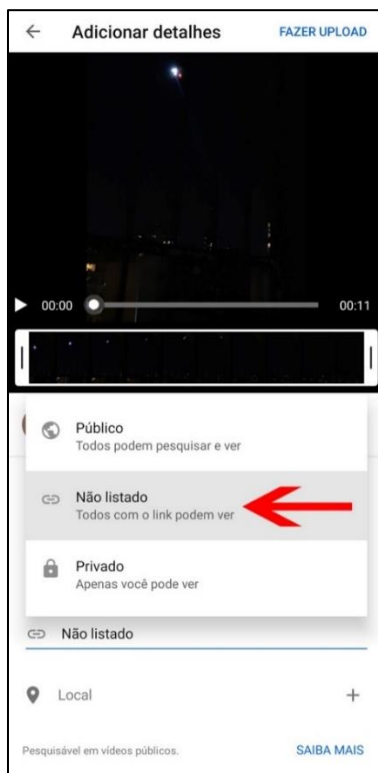 Adicionar detalhes FAZER UPLOAD
00:00 00:11
Público
Todos podem pesquisar e ver
Não listado
Todos com o link podem ver
Privado
Apenas você pode ver
Não listado
Local
Pesquisável em vídeos públicos. SAIBA MAIS